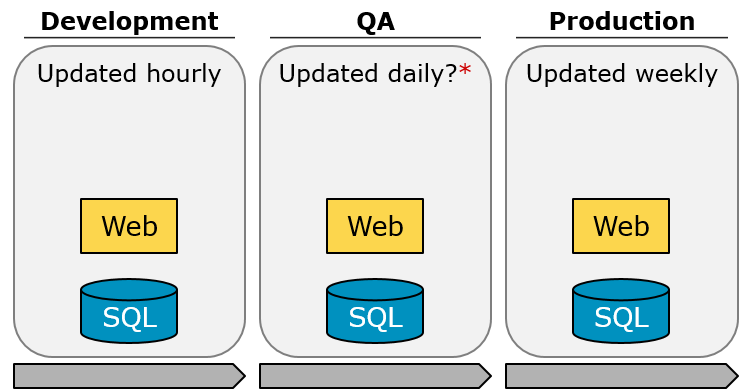 Development
Updated hourly
Web
SQL
QA
Updated daily?*
Web
SQL
Production
Updated weekly
Web
SQL